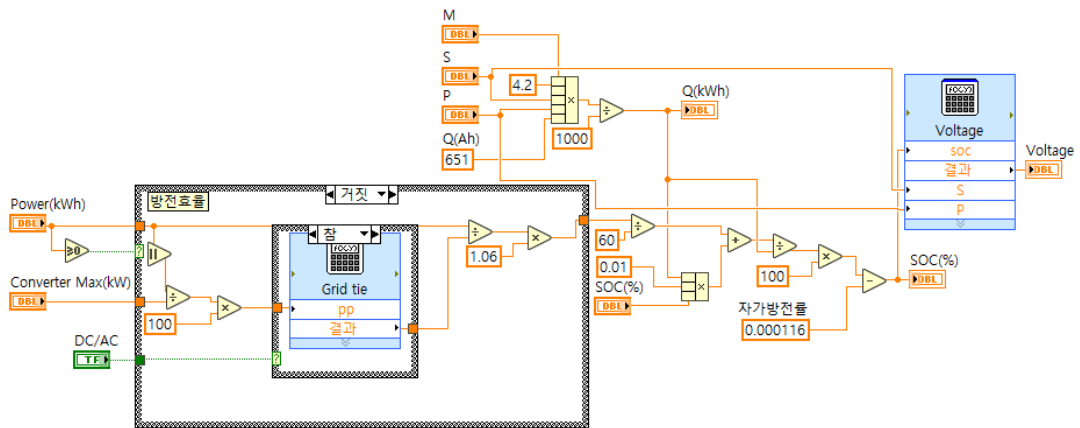 M
DBL
S
DBL
P
DBL
Q(Ah)
651
4.2
×
÷
1000
Q(kWh)
DBL
f(x,y)
Voltage
soc
결과
S
P
Voltage
DBL
거짓
방전효율
Power(kWh)
DBL
≥0
?
||
Converter Max(kW)
DBL
÷
100
×
DC/AC
TF
참
f(x,y)
Grid tie
pp
결과
?
÷
1.06
×
60
÷
0.01
SOC(%)
DBL
×
+
÷
100
×
−
자가방전률
0.000116
SOC(%)
DBL